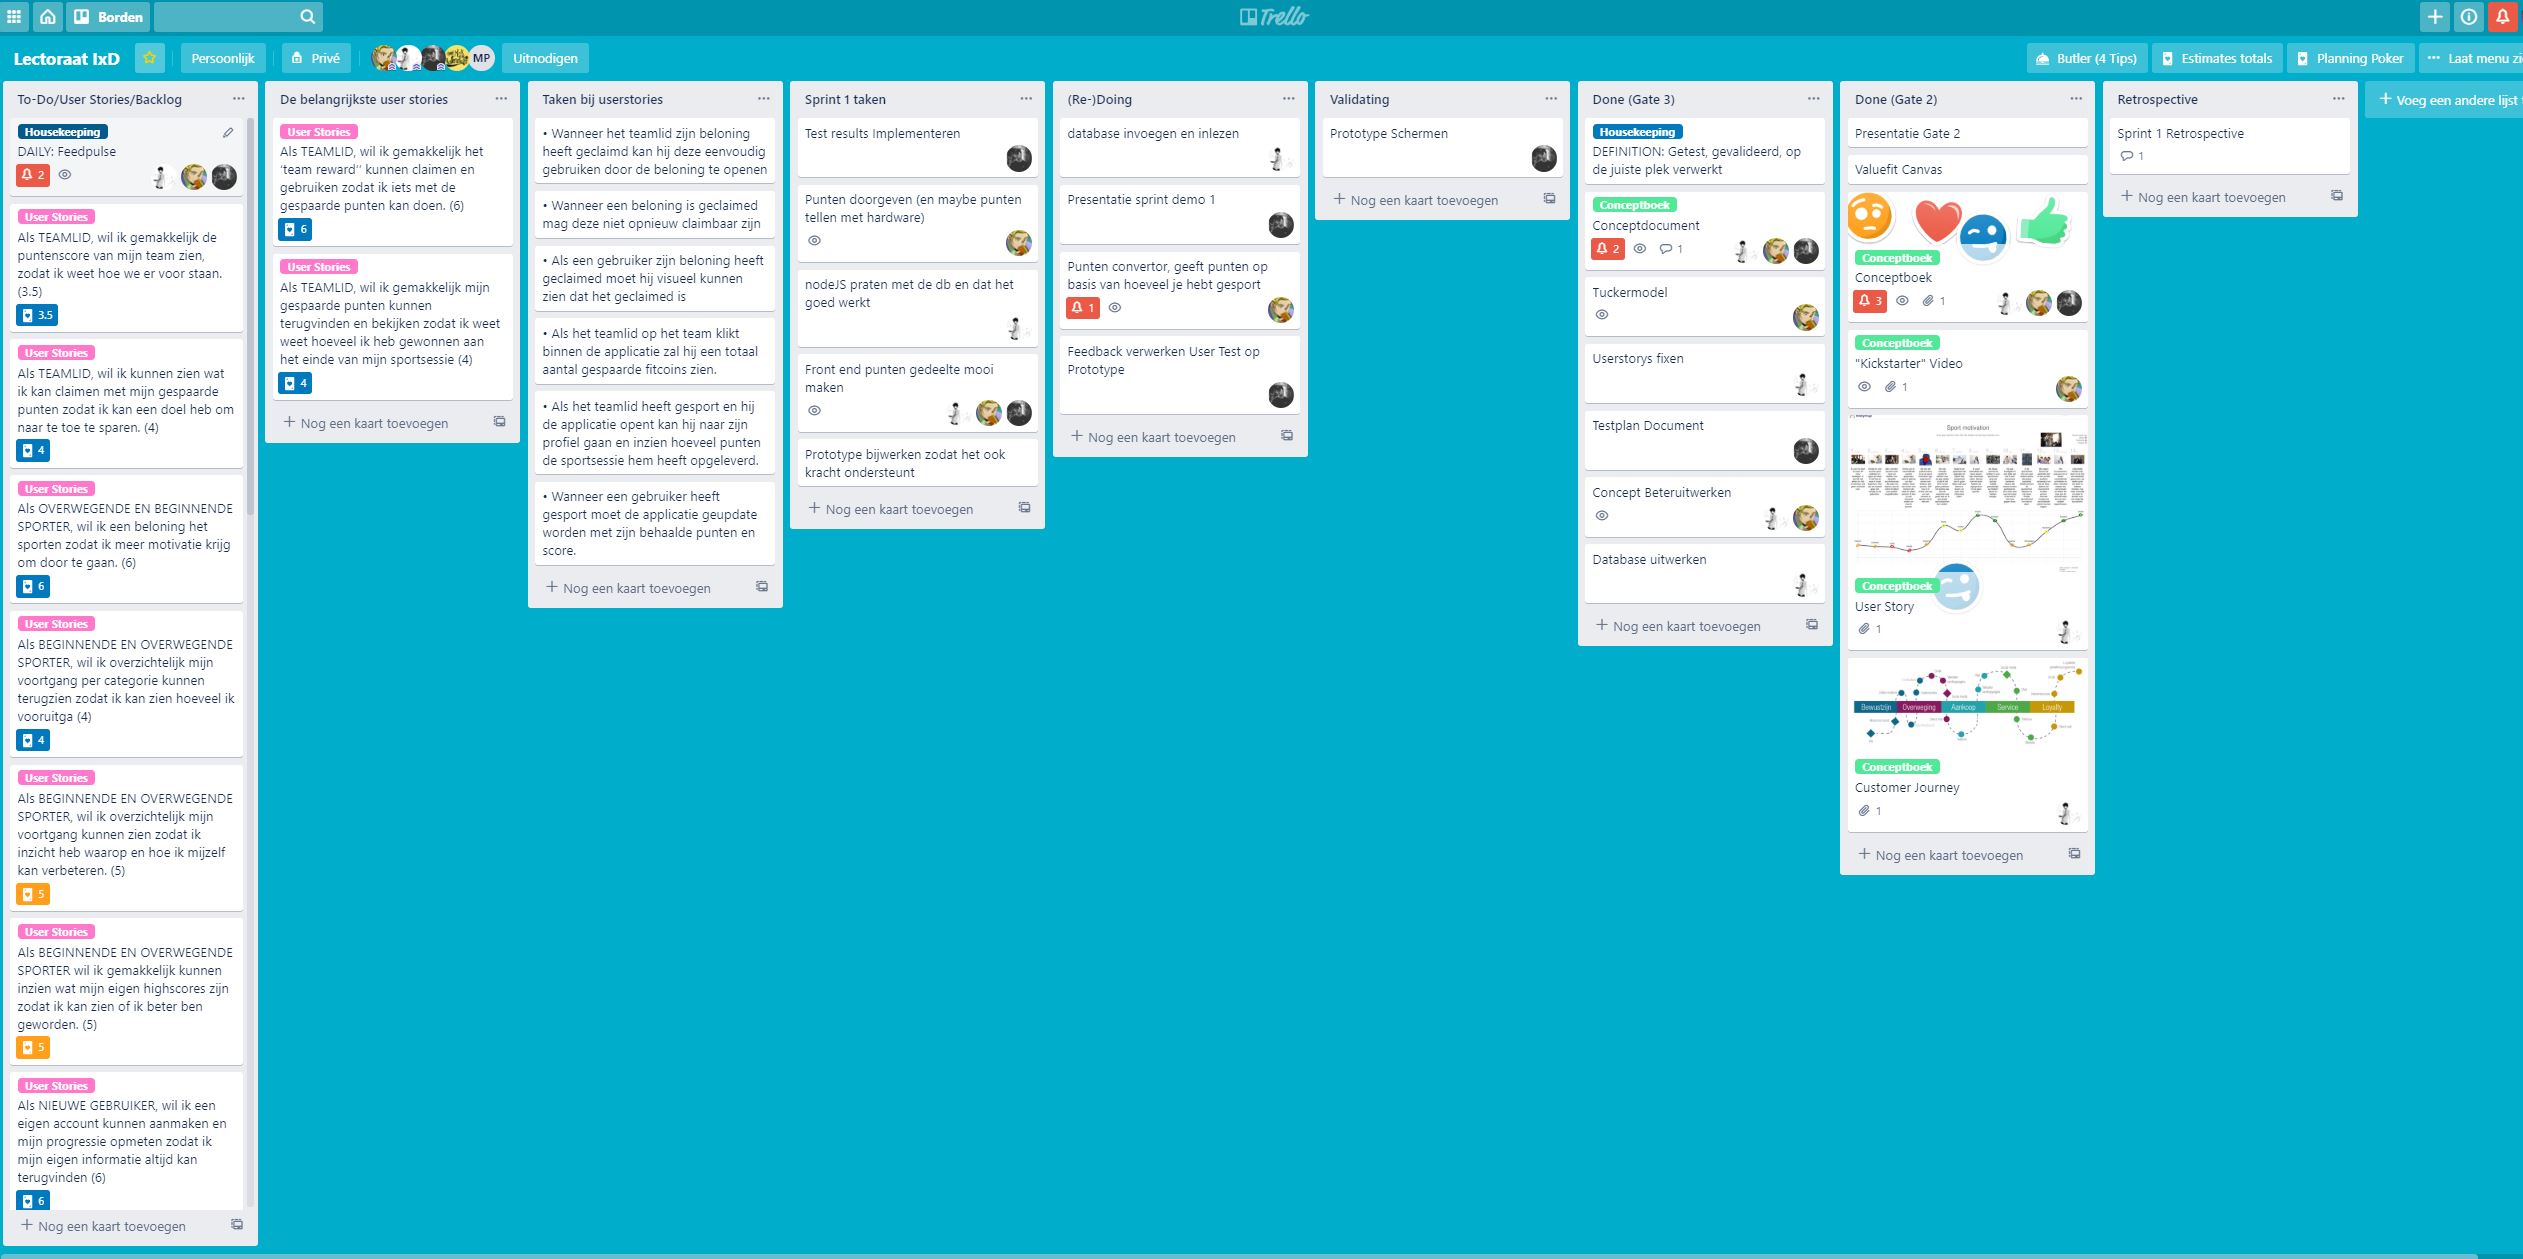 Borden
Trello
Lectoraat IxD
Persoonlijk
Privé
MP
Uitnodigen
Butler (4 Tips)
Estimates totals
Planning Poker
Laat menu zi
To-Do/User Stories/Backlog
Housekeeping
DAILY: Feedpulse
2
User Stories
Als TEAMLID, wil ik gemakkelijk de
puntenscore van mijn team zien,
zodat ik weet hoe we er voor staan.
(3.5)
3.5
User Stories
Als TEAMLID, wil ik kunnen zien wat
ik kan claimen met mijn gespaarde
punten zodat ik kan een doel heb om
naar te toe te sparen. (4)
4
User Stories
Als OVERWEGENDE EN BEGINNENDE
SPORTER, wil ik een beloning het
sporten zodat ik meer motivatie krijg
om door te gaan. (6)
6
User Stories
Als BEGINNENDE EN OVERWEGENDE
SPORTER, wil ik overzichtelijk mijn
voortgang per categorie kunnen
terugzien zodat ik kan zien hoeveel ik
vooruitga (4)
4
User Stories
Als BEGINNENDE EN OVERWEGENDE
SPORTER, wil ik overzichtelijk mijn
voortgang kunnen zien zodat ik
inzicht heb waarop en hoe ik mijzelf
kan verbeteren. (5)
5
User Stories
Als BEGINNENDE EN OVERWEGENDE
SPORTER wil ik gemakkelijk kunnen
inzien wat mijn eigen highscores zijn
zodat ik kan zien of ik beter ben
geworden. (5)
5
User Stories
Als NIEUWE GEBRUIKER, wil ik een
eigen account kunnen aanmaken en
mijn progressie opmeten zodat ik
mijn eigen informatie altijd kan
terugvinden (6)
6
Nog een kaart toevoegen
De belangrijkste user stories
User Stories
Als TEAMLID, wil ik gemakkelijk het
‘team reward’’ kunnen claimen en
gebruiken zodat ik iets met de
gespaarde punten kan doen. (6)
6
User Stories
Als TEAMLID, wil ik gemakkelijk mijn
gespaarde punten kunnen
terugvinden en bekijken zodat ik weet
weet hoeveel ik heb gewonnen aan
het einde van mijn sportsessie (4)
4
Nog een kaart toevoegen
Taken bij userstories
• Wanneer het teamlid zijn beloning
heeft geclaimd kan hij deze eenvoudig
gebruiken door de beloning te openen
• Wanneer een beloning is geclaimed
mag deze niet opnieuw claimbaar zijn
• Als een gebruiker zijn beloning heeft
geclaimed moet hij visueel kunnen
zien dat het geclaimed is
• Als het teamlid op het team klikt
binnen de applicatie zal hij een totaal
aantal gespaarde fitcoins zien.
• Als het teamlid heeft gesport en hij
de applicatie opent kan hij naar zijn
profiel gaan en inzien hoeveel punten
de sportsessie hem heeft opgeleverd.
• Wanneer een gebruiker heeft
gesport moet de applicatie geupdate
worden met zijn behaalde punten en
score.
Nog een kaart toevoegen
Sprint 1 taken
Test results Implementeren
Punten doorgeven (en maybe punten
tellen met hardware)
nodeJS praten met de db en dat het
goed werkt
Front end punten gedeelte mooi
maken
Prototype bijwerken zodat het ook
kracht ondersteunt
Nog een kaart toevoegen
(Re-)Doing
database invoegen en inlezen
Presentatie sprint demo 1
Punten convertor, geeft punten op
basis van hoeveel je hebt gesport
1
Feedback verwerken User Test op
Prototype
Nog een kaart toevoegen
Validating
Prototype Schermen
Nog een kaart toevoegen
Done (Gate 3)
Housekeeping
DEFINITION: Getest, gevalideerd, op
de juiste plek verwerkt
Conceptboek
Conceptdocument
2 1
Tuckermodel
Userstorys fixen
Testplan Document
Concept Beteruitwerken
Database uitwerken
Nog een kaart toevoegen
Done (Gate 2)
Presentatie Gate 2
Valuefit Canvas
Conceptboek
Conceptboek
3 1
Conceptboek
"Kickstarter" Video
1
Sport motivation
Conceptboek
User Story
1
Bewustzijn Overweging Aankoop Service Loyalty
Conceptboek
Customer Journey
1
Nog een kaart toevoegen
Retrospective
Sprint 1 Retrospective
1
Nog een kaart toevoegen
Voeg een andere lijst